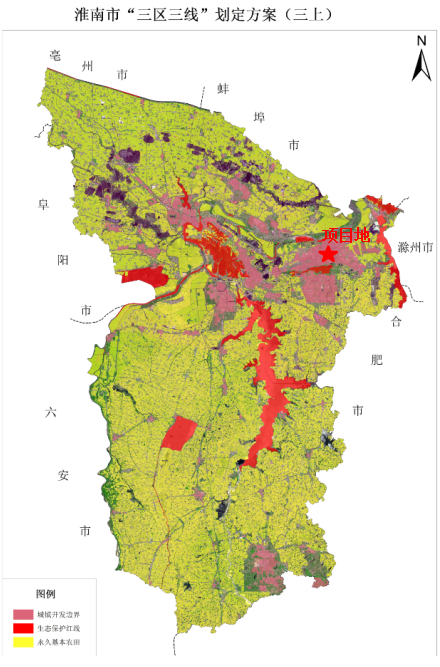 淮南市“三区三线”划定方案（三上）
N
亳州市
蚌埠市
阜阳市
项目地
滁州市
合肥市
六安市
图例
城镇开发边界
生态保护红线
永久基本农田